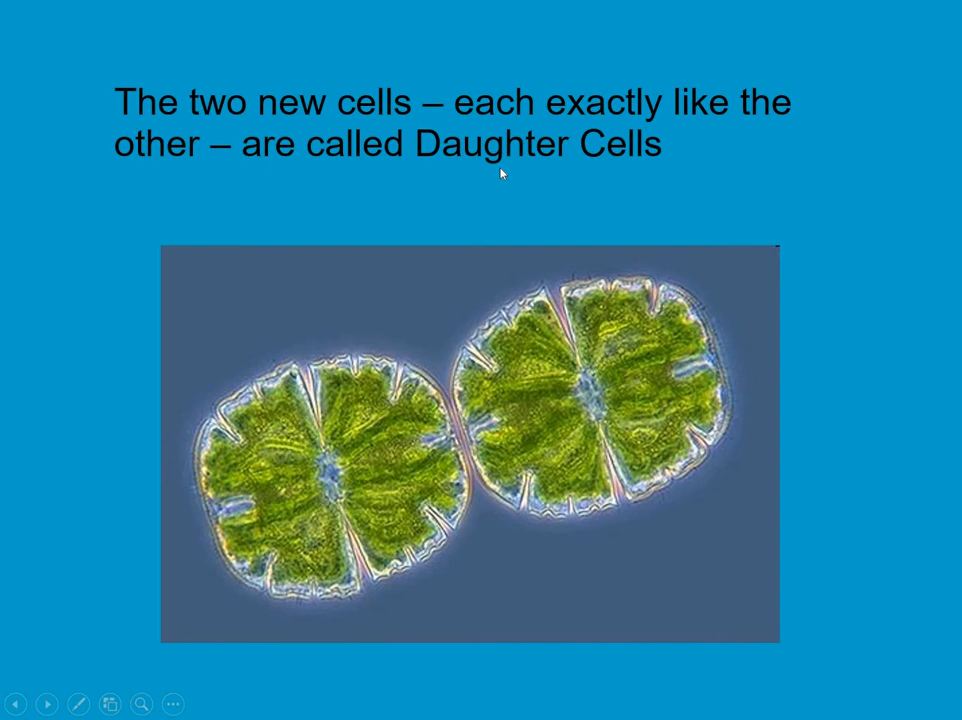 The two new cells – each exactly like the
other – are called Daughter Cells